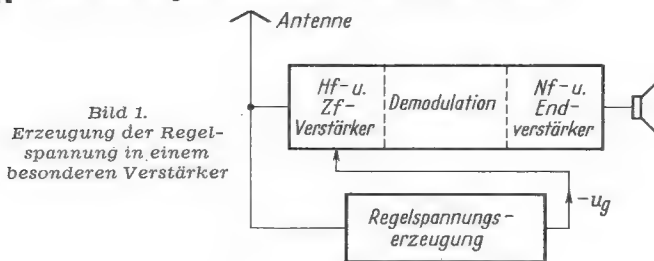 Antenne
Hf- u.
Zf-
Verstärker
Demodulation
Nf- u.
End-
verstärker
Bild 1.
Erzeugung der Regel-
spannung in einem
besonderen Verstärker
-ug
Regelspannungs-
erzeugung